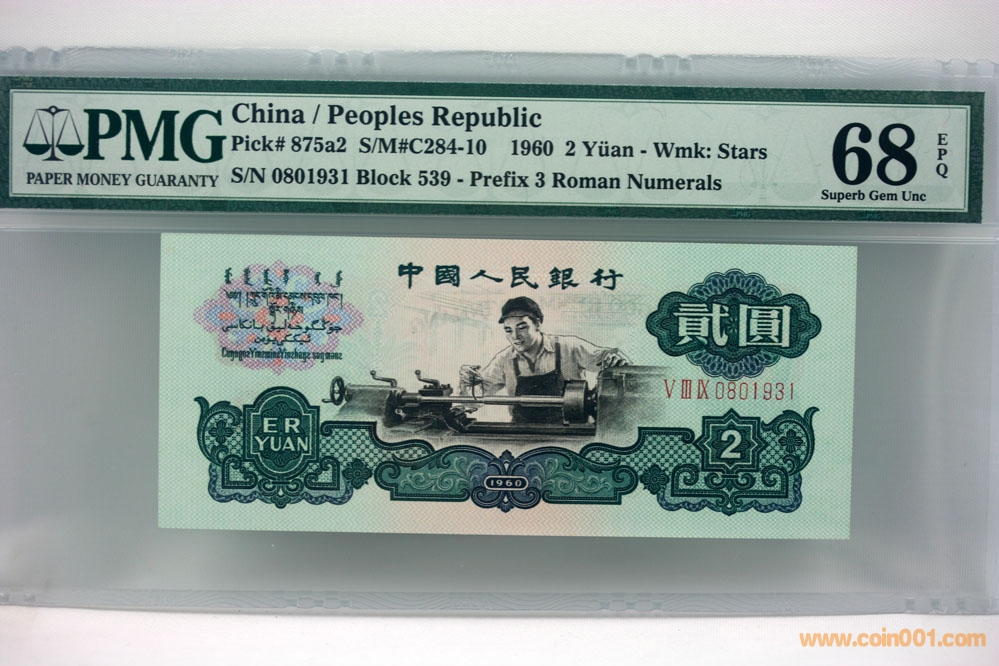 PMG
PAPER MONEY GUARANTY
China / Peoples Republic
Pick# 875a2 S/M#C284-10 1960 2 Yüan - Wmk: Stars
S/N 0801931 Block 539 - Prefix 3 Roman Numerals
68
EPQ
Superb Gem Unc
中國人民銀行
貳圓
V III IX 0801931
ER
YUAN
2
1960
www.coin001.com